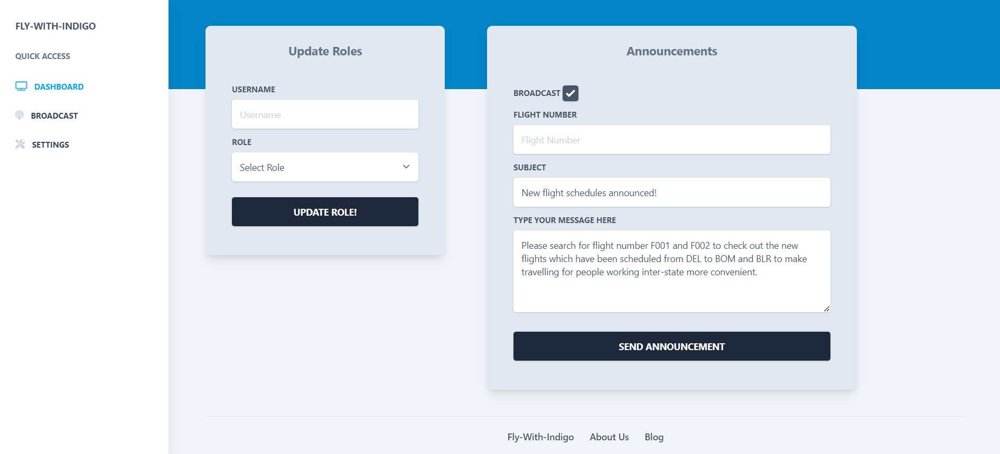 FLY-WITH-INDIGO
QUICK ACCESS
DASHBOARD
BROADCAST
SETTINGS
Update Roles
USERNAME
Username
ROLE
Select Role
UPDATE ROLE!
Announcements
BROADCAST
FLIGHT NUMBER
Flight Number
SUBJECT
New flight schedules announced!
TYPE YOUR MESSAGE HERE
Please search for flight number F001 and F002 to check out the new
flights which have been scheduled from DEL to BOM and BLR to make
travelling for people working inter-state more convenient.
SEND ANNOUNCEMENT
Fly-With-Indigo About Us Blog